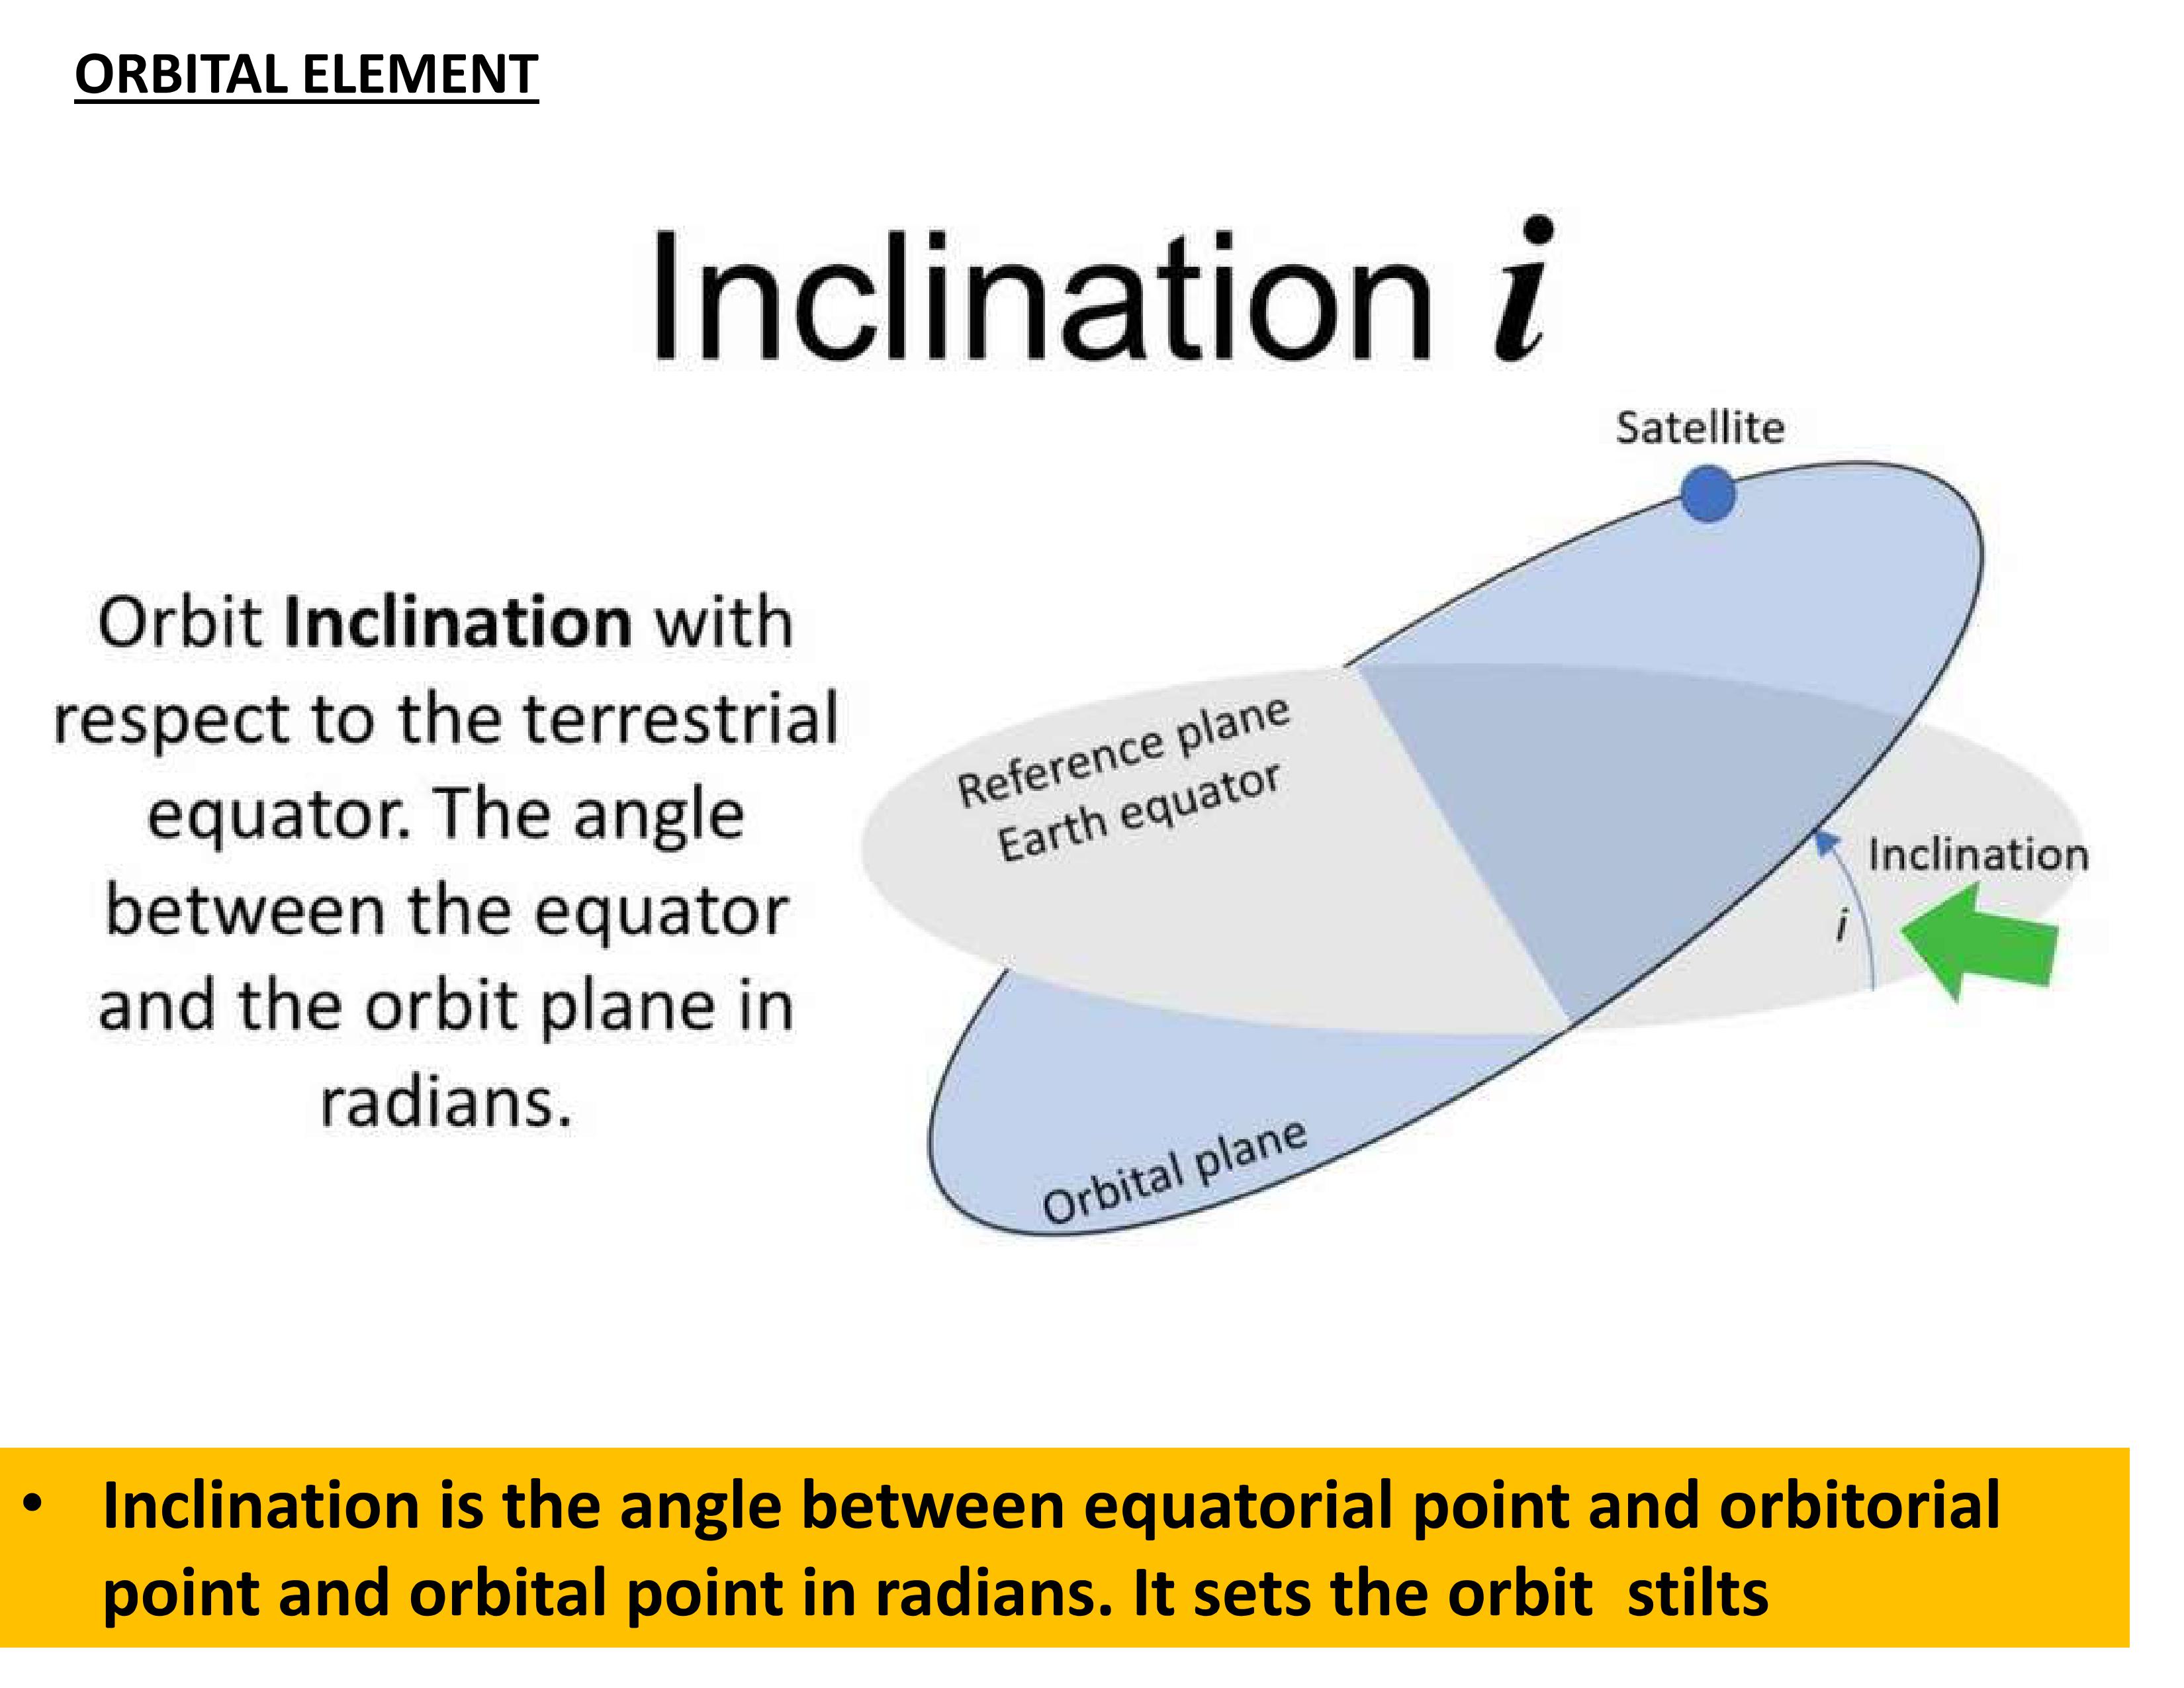 ORBITAL ELEMENT
Inclination i
Satellite
Orbit Inclination with
respect to the terrestrial
equator. The angle
between the equator
and the orbit plane in
radians.
Reference plane
Earth equator
Inclination
i
Orbital plane
• Inclination is the angle between equatorial point and orbitorial
point and orbital point in radians. It sets the orbit  stilts